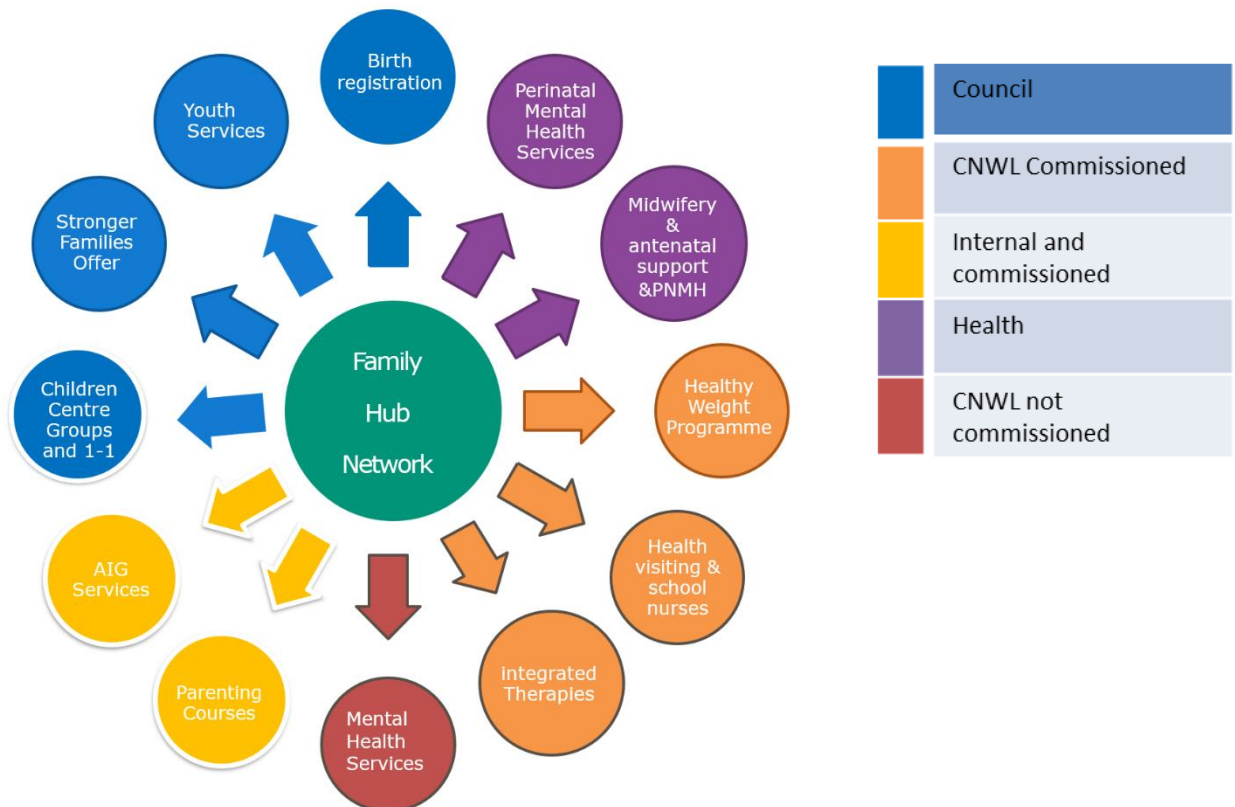 Birth
registration
Perinatal
Mental
Health
Services
Midwifery
&
antenatal
support
&PNMH
Healthy
Weight
Programme
Health
visiting &
school
nurses
integrated
Therapies
Mental
Health
Services
Parenting
Courses
AIG
Services
Children
Centre
Groups
and 1-1
Stronger
Families
Offer
Youth
Services
Family
Hub
Network
Council
CNWL Commissioned
Internal and
commissioned
Health
CNWL not
commissioned